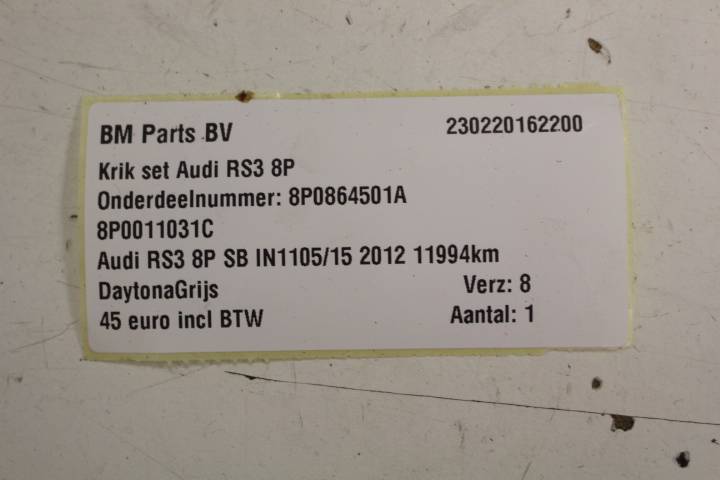 BM Parts BV 230220162200
Krik set Audi RS3 8P
Onderdeelnummer: 8P0864501A
8P0011031C
Audi RS3 8P SB IN1105/15 2012 11994km
DaytonaGrijs Verz: 8
45 euro incl BTW Aantal: 1